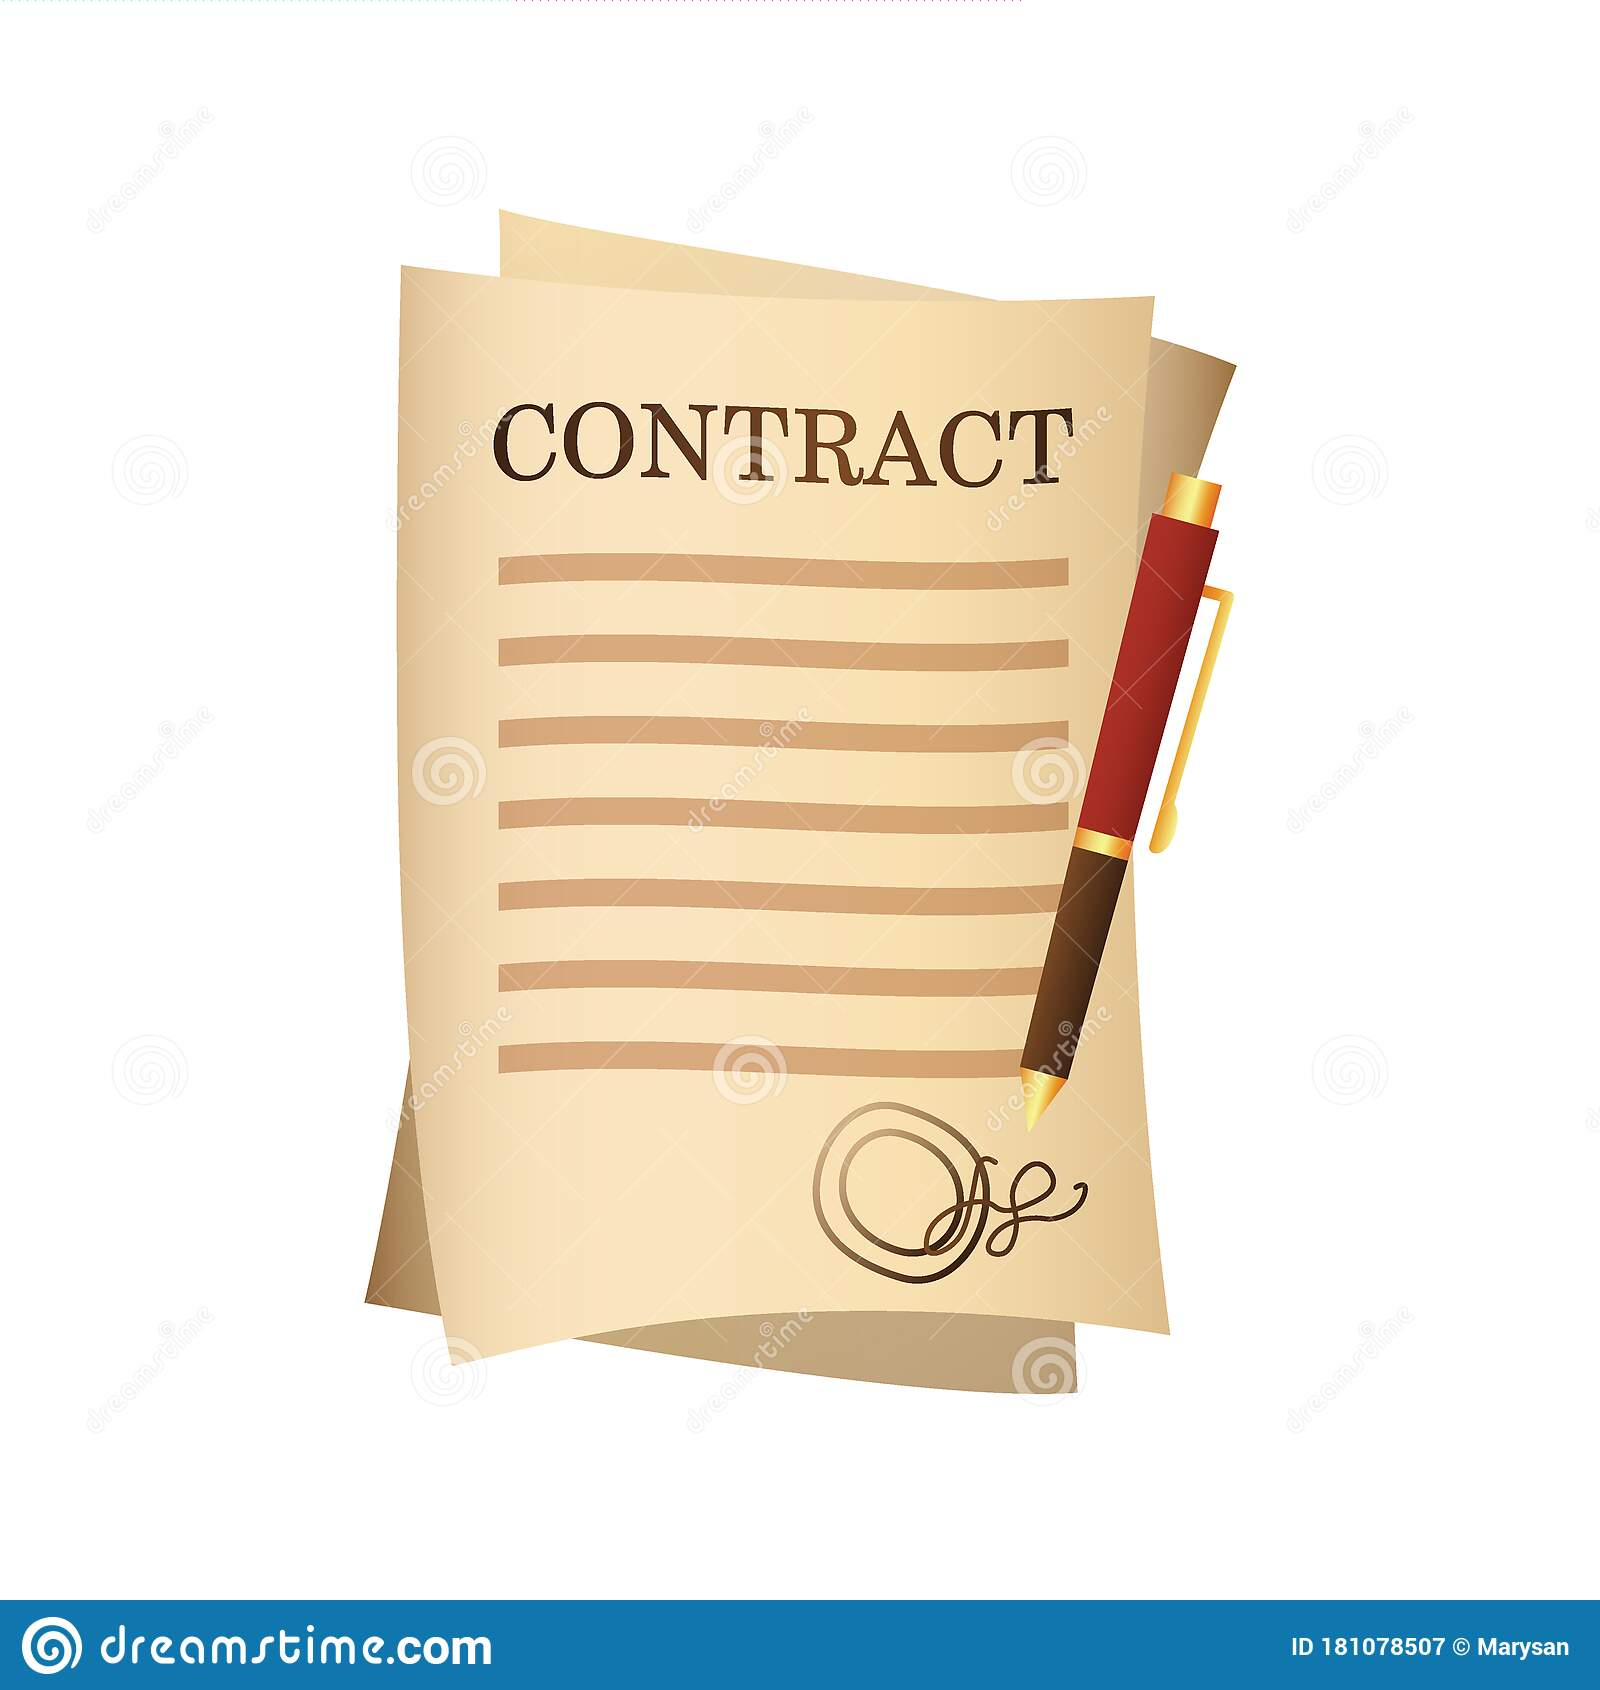 CONTRACT
dreamstime.com
ID 181078507 © Marysan